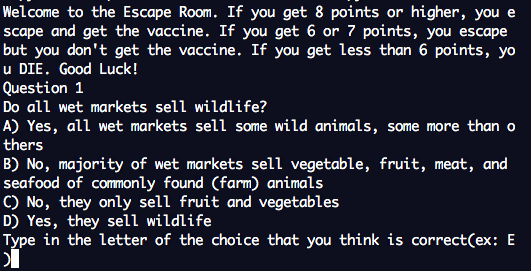 Welcome to the Escape Room. If you get 8 points or higher, you e
scape and get the vaccine. If you get 6 or 7 points, you escape
but you don't get the vaccine. If you get less than 6 points, yo
u DIE. Good Luck!
Question 1
Do all wet markets sell wildlife?
A) Yes, all wet markets sell some wild animals, some more than o
thers
B) No, majority of wet markets sell vegetable, fruit, meat, and
seafood of commonly found (farm) animals
C) No, they only sell fruit and vegetables
D) Yes, they sell wildlife
Type in the letter of the choice that you think is correct(ex: E
)